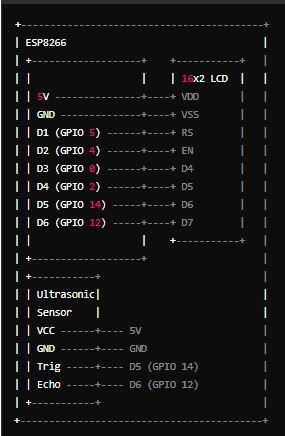 +-----------------------------------------+
| ESP8266                                 |
| +------------------+    +-----------+   |
| |                  |    | 16x2 LCD  |   |
| | 5V --------------+----+---- VDD   |   |
| | GND -------------+----+---- VSS   |   |
| | D1 (GPIO 5) -----+----+---- RS    |   |
| | D2 (GPIO 4) -----+----+---- EN    |   |
| | D3 (GPIO 0) -----+----+---- D4    |   |
| | D4 (GPIO 2) -----+----+---- D5    |   |
| | D5 (GPIO 14) ----+----+---- D6    |   |
| | D6 (GPIO 12) ----+----+---- D7    |   |
| |                  |    +-----------+   |
| +------------------+                    |
| +-----------+                           |
| | Ultrasonic|                           |
| | Sensor    |                           |
| | VCC ------+---- 5V                    |
| | GND ------+---- GND                   |
| | Trig -----+---- D5 (GPIO 14)          |
| | Echo -----+---- D6 (GPIO 12)          |
| +-----------+                           |
+-----------------------------------------+